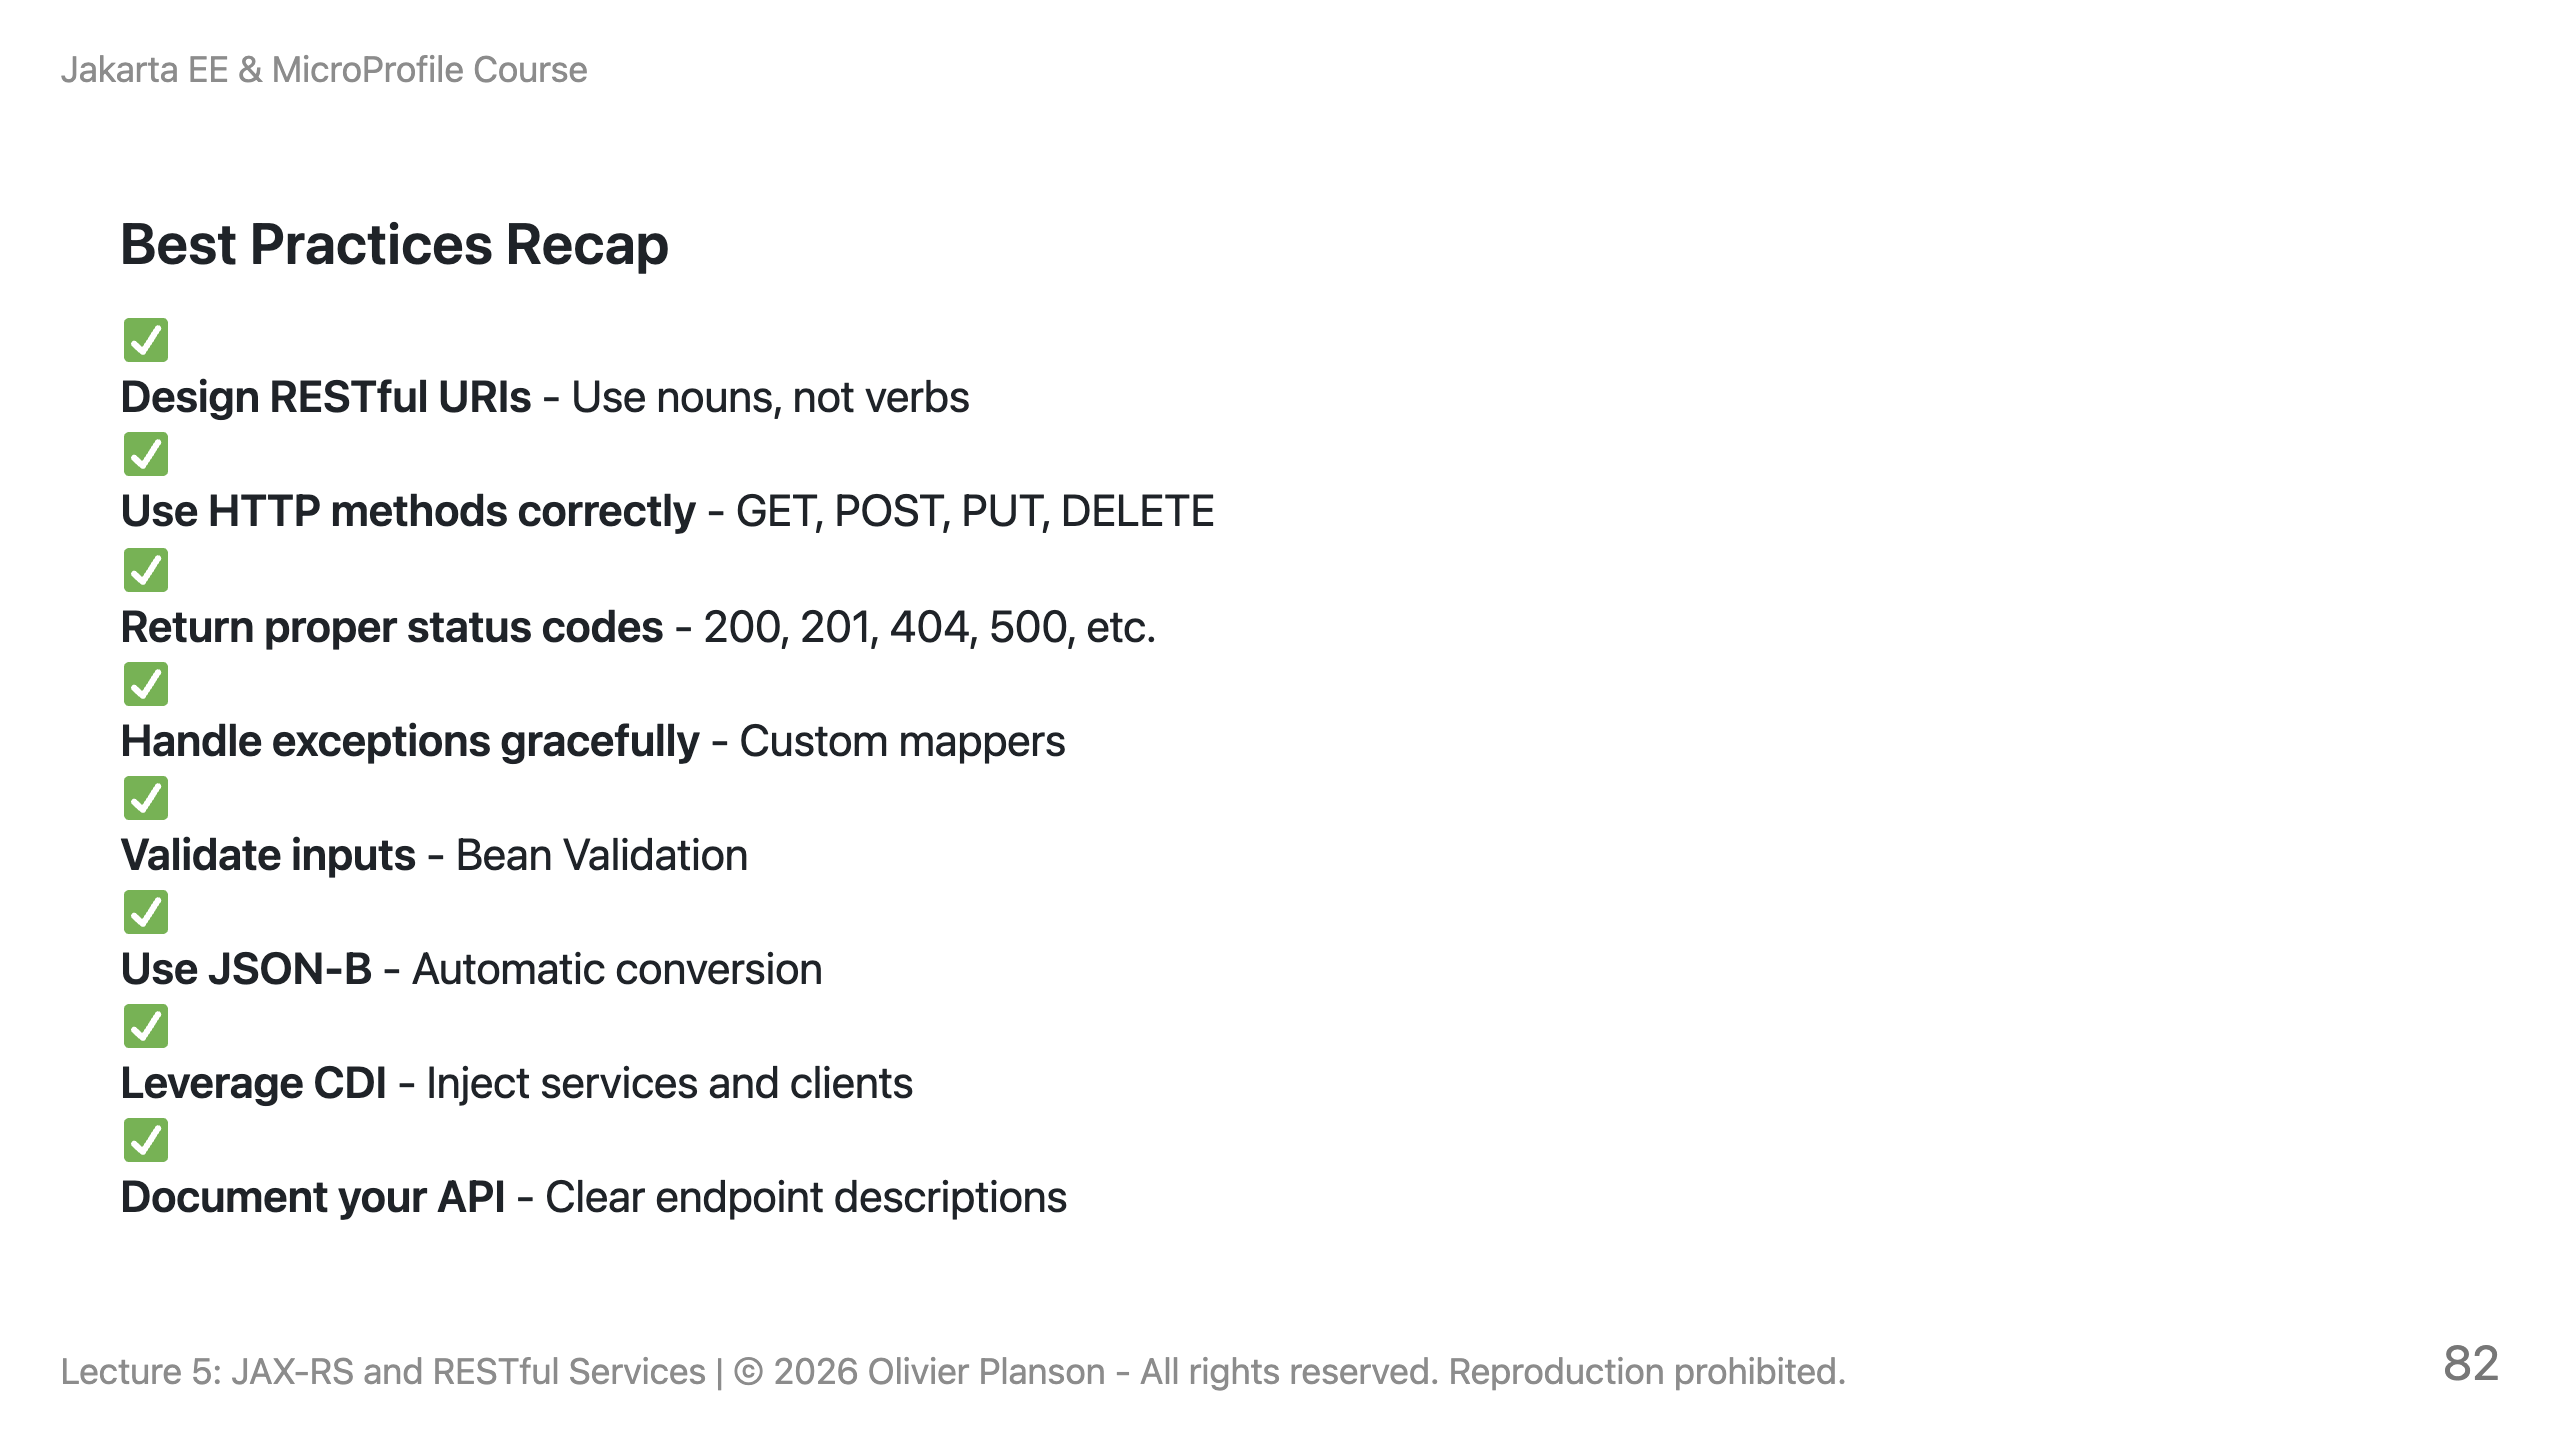 Jakarta EE & MicroProfile Course
Best Practices Recap
✅
Design RESTful URIs - Use nouns, not verbs
✅
Use HTTP methods correctly - GET, POST, PUT, DELETE
✅
Return proper status codes - 200, 201, 404, 500, etc.
✅
Handle exceptions gracefully - Custom mappers
✅
Validate inputs - Bean Validation
✅
Use JSON-B - Automatic conversion
✅
Leverage CDI - Inject services and clients
✅
Document your API - Clear endpoint descriptions
Lecture 5: JAX-RS and RESTful Services | © 2026 Olivier Planson - All rights reserved. Reproduction prohibited.
82